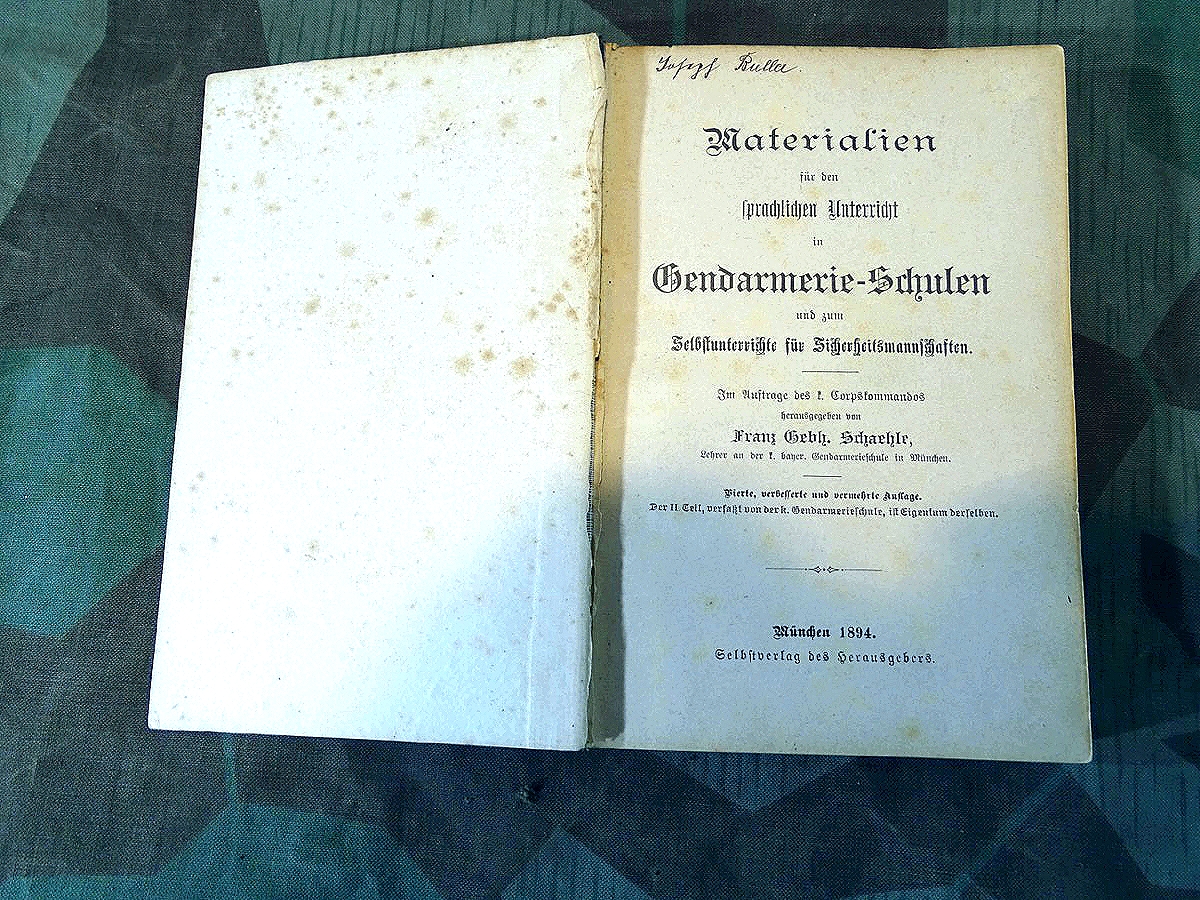 Joseph
Materialien
für den
sprachlichen Unterricht
in
Gendarmerie-Schulen
und zum
Selbstunterrichte für Sicherheitsmannschaften.
Im Auftrage des k. Corpskommandos
herausgegeben von
Franz Gebh. Schaehle,
Lehrer an der k. bayer. Gendarmerieschule in München.
Vierte, verbesserte und vermehrte Auflage.
Der II. Teil, verfaßt von der k. Gendarmerieschule, ist Eigentum derselben.
München 1894.
Selbstverlag des Herausgebers.